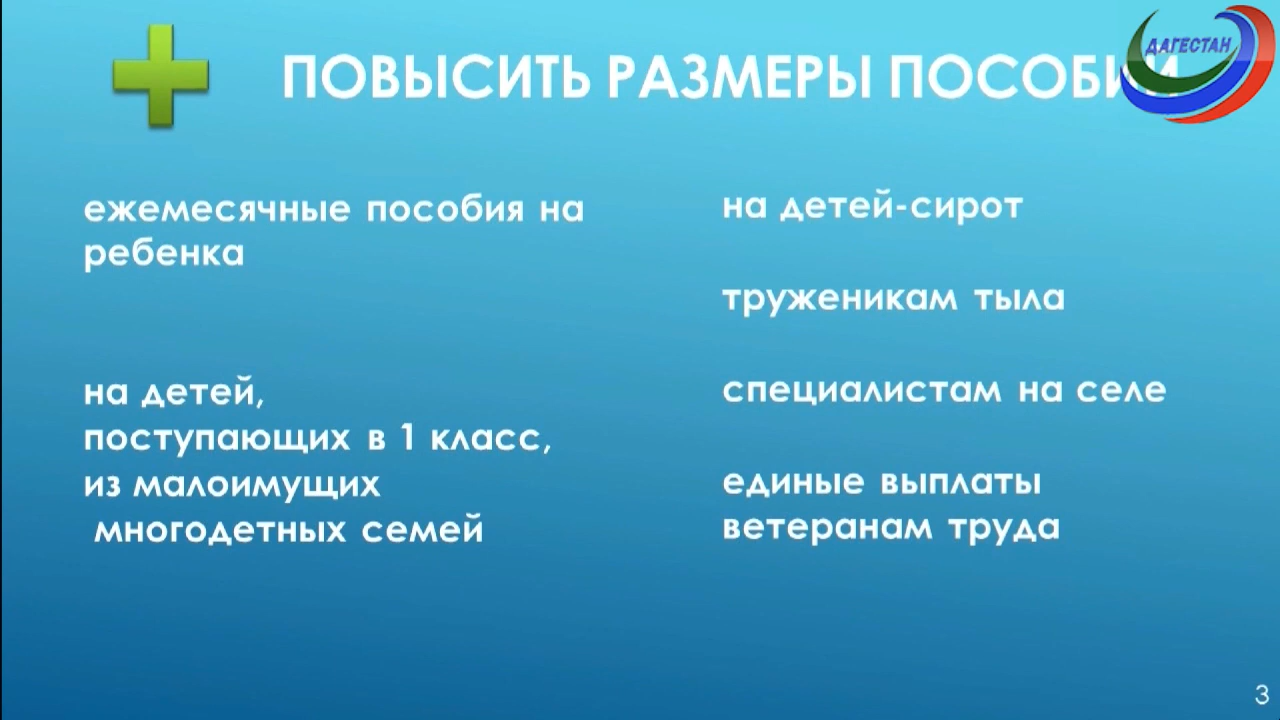 ПОВЫСИТЬ РАЗМЕРЫ ПОСОБИЙ
ДАГЕСТАН
ежемесячные пособия на
ребенка
на детей,
поступающих в 1 класс,
из малоимущих
многодетных семей
на детей-сирот
труженикам тыла
специалистам на селе
единые выплаты
ветеранам труда
3